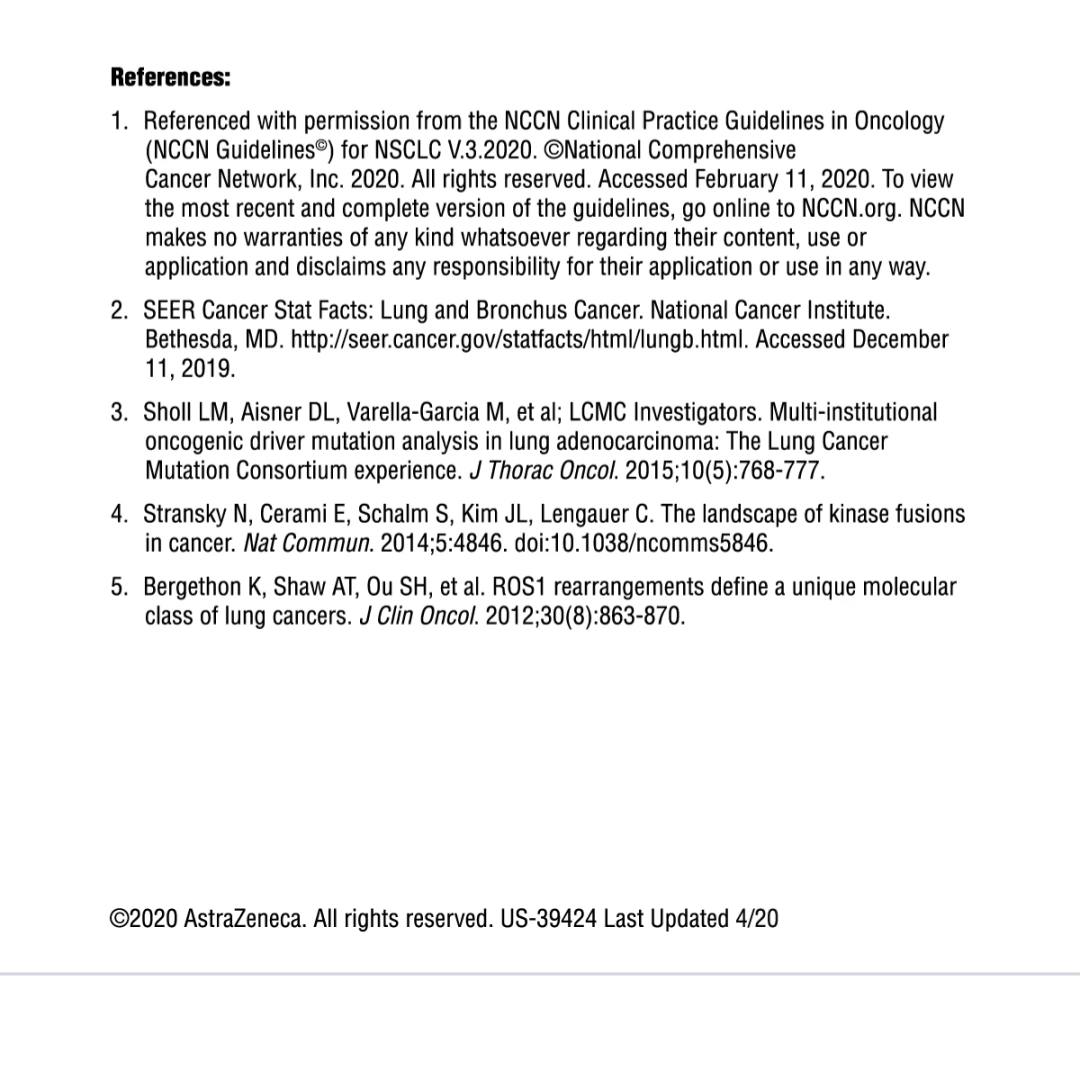 References:
1. Referenced with permission from the NCCN Clinical Practice Guidelines in Oncology
(NCCN Guidelines©) for NSCLC V.3.2020. ©National Comprehensive
Cancer Network, Inc. 2020. All rights reserved. Accessed February 11, 2020. To view
the most recent and complete version of the guidelines, go online to NCCN.org. NCCN
makes no warranties of any kind whatsoever regarding their content, use or
application and disclaims any responsibility for their application or use in any way.
2. SEER Cancer Stat Facts: Lung and Bronchus Cancer. National Cancer Institute.
Bethesda, MD. http://seer.cancer.gov/statfacts/html/lungb.html. Accessed December
11, 2019.
3. Sholl LM, Aisner DL, Varella-Garcia M, et al; LCMC Investigators. Multi-institutional
oncogenic driver mutation analysis in lung adenocarcinoma: The Lung Cancer
Mutation Consortium experience. J Thorac Oncol. 2015;10(5):768-777.
4. Stransky N, Cerami E, Schalm S, Kim JL, Lengauer C. The landscape of kinase fusions
in cancer. Nat Commun. 2014;5:4846. doi:10.1038/ncomms5846.
5. Bergethon K, Shaw AT, Ou SH, et al. ROS1 rearrangements define a unique molecular
class of lung cancers. J Clin Oncol. 2012;30(8):863-870.
©2020 AstraZeneca. All rights reserved. US-39424 Last Updated 4/20